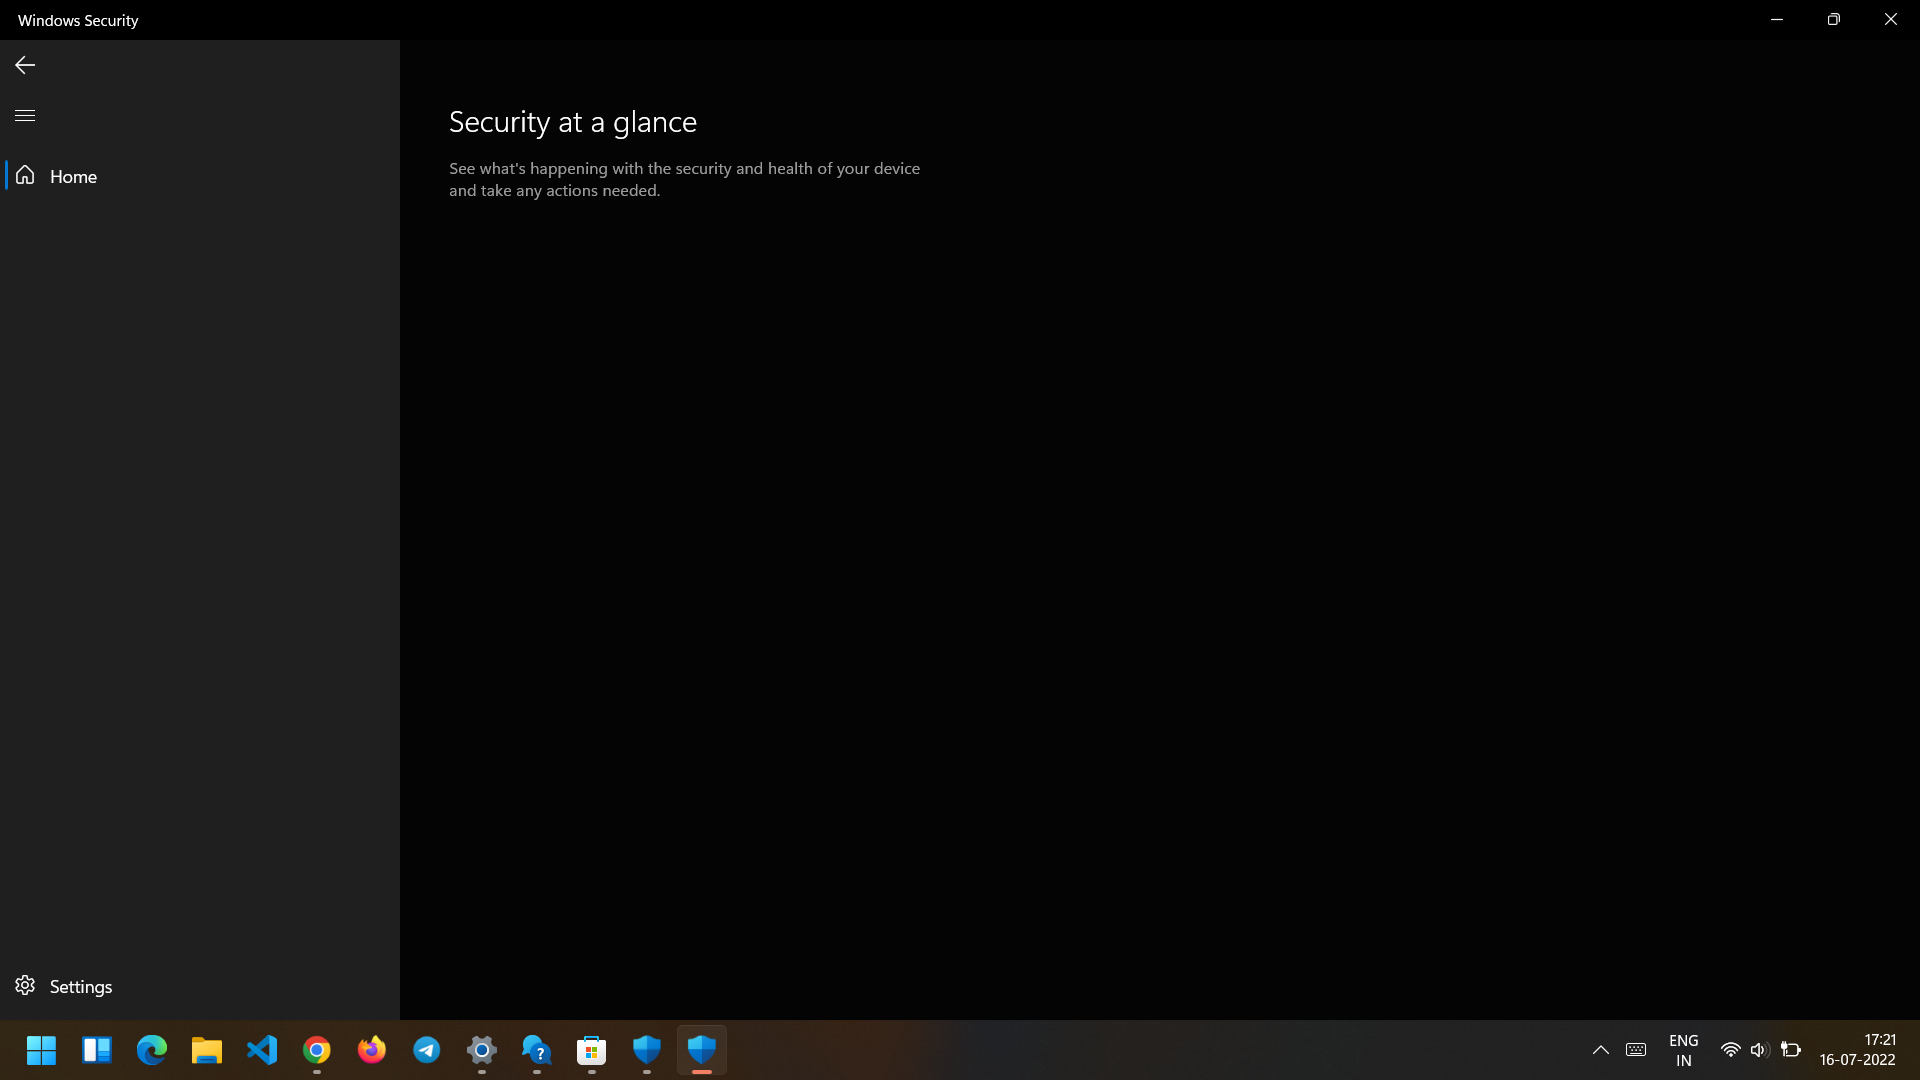 Windows Security
Home
Security at a glance
See what's happening with the security and health of your device
and take any actions needed.
Settings
ENG
IN
17:21
16-07-2022